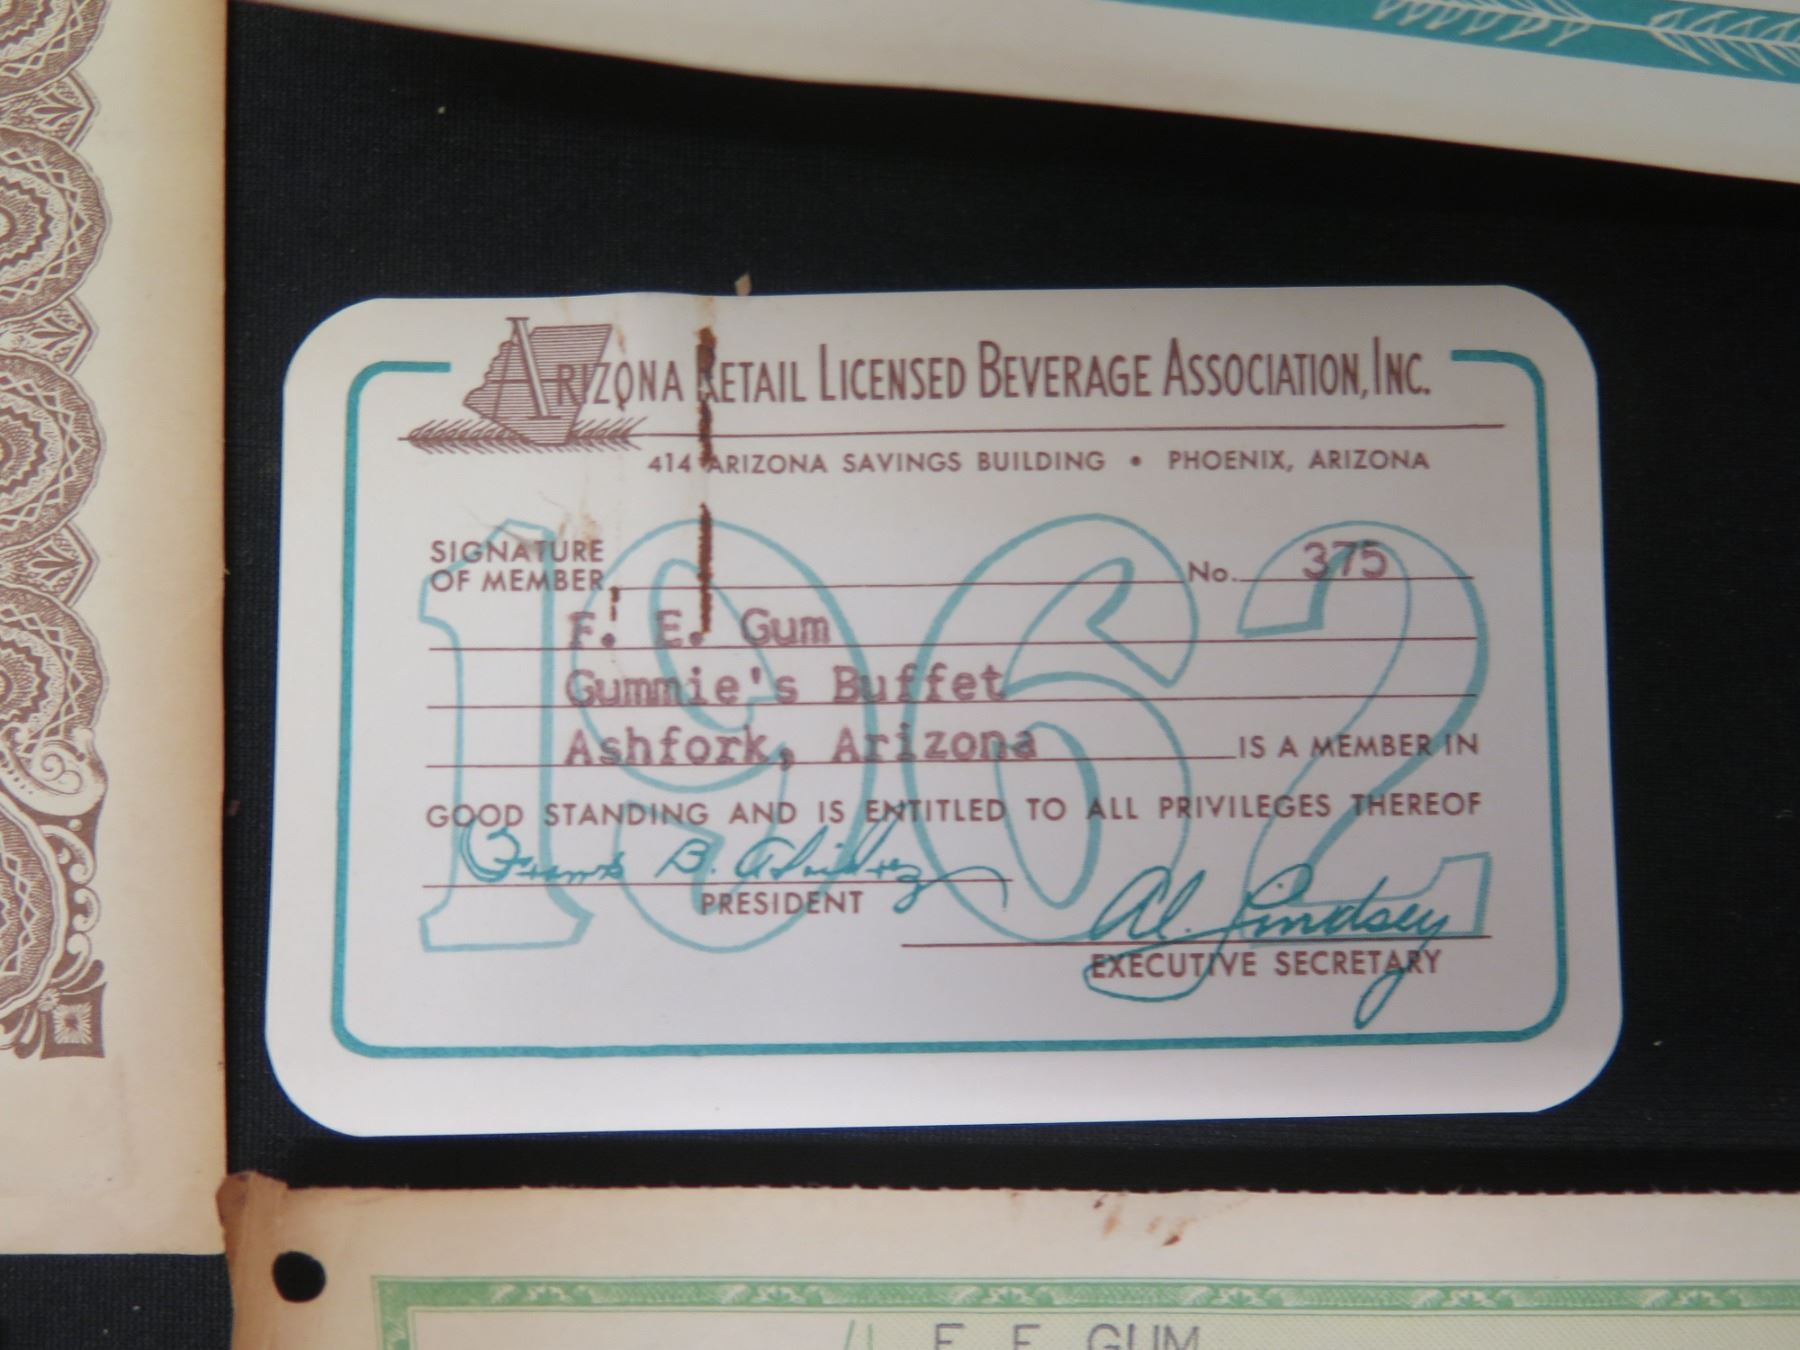 ARIZONA RETAIL LICENSED BEVERAGE ASSOCIATION, INC.
414 ARIZONA SAVINGS BUILDING • PHOENIX, ARIZONA
1962
SIGNATURE
OF MEMBER No. 375
F. E. Gum
Gummie's Buffet
Ashfork, Arizona IS A MEMBER IN
GOOD STANDING AND IS ENTITLED TO ALL PRIVILEGES THEREOF
Frank B.
PRESIDENT
Al. Lindsey
EXECUTIVE SECRETARY
F E GUM